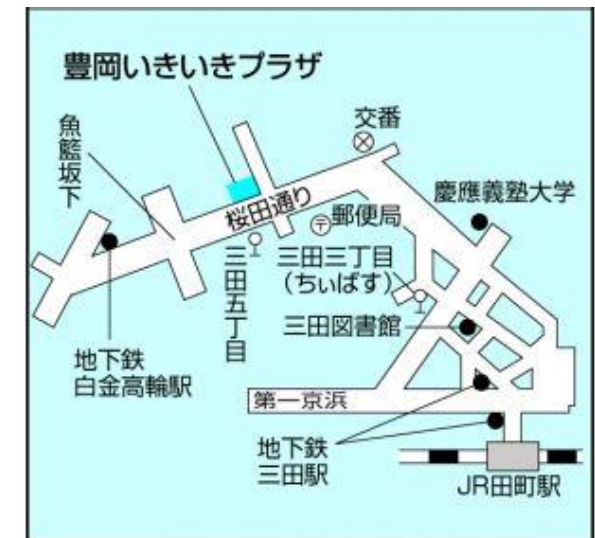 豊岡いきいきプラザ
魚籃坂下
交番
慶應義塾大学
桜田通り
〒郵便局
三田五丁目
三田三丁目
(ちぃばす)
三田図書館
地下鉄
白金高輪駅
第一京浜
地下鉄
三田駅
JR田町駅